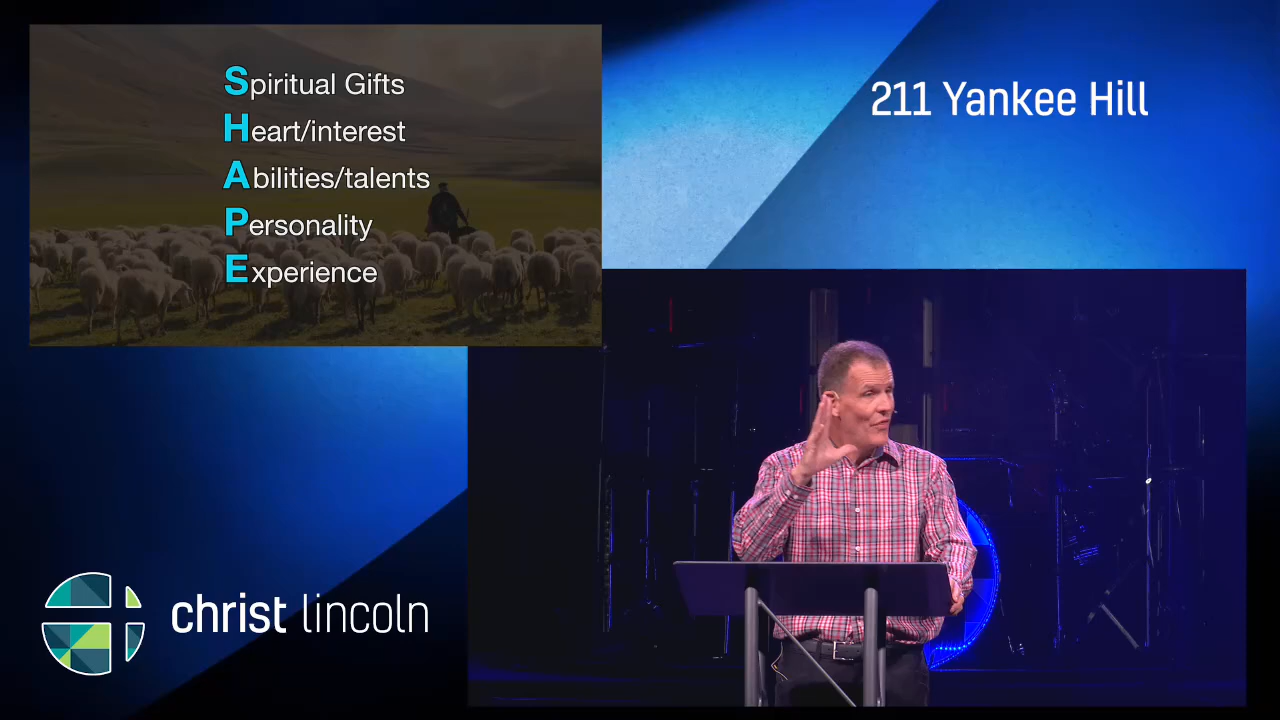 Spiritual Gifts
Heart/interest
Abilities/talents
Personality
Experience
211 Yankee Hill
christ lincoln